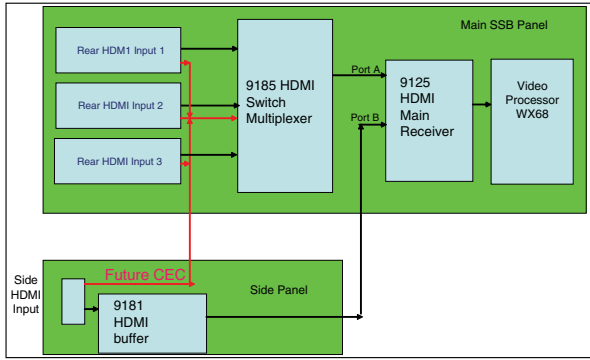 Main SSB Panel
Rear HDM1 Input 1
Rear HDMI Input 2
Rear HDMI Input 3
9185 HDMI
Switch
Multiplexer
Port A
Port B
9125
HDMI
Main
Receiver
Video
Processor
WX68
Side
HDMI
Input
Future CEC
Side Panel
9181
HDMI
buffer